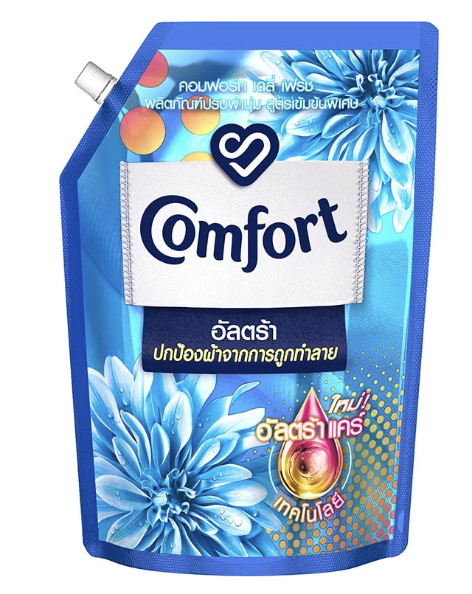 คอมฟอร์ท เดลี่ เฟรช
ผลิตภัณฑ์ปรับผ้านุ่ม สูตรเข้มข้นพิเศษ
Comfort
อัลตร้า
ปกป้องผ้าจากการถูกทำลาย
ใหม่!
อัลตร้า แคร์
เทคโนโลยี